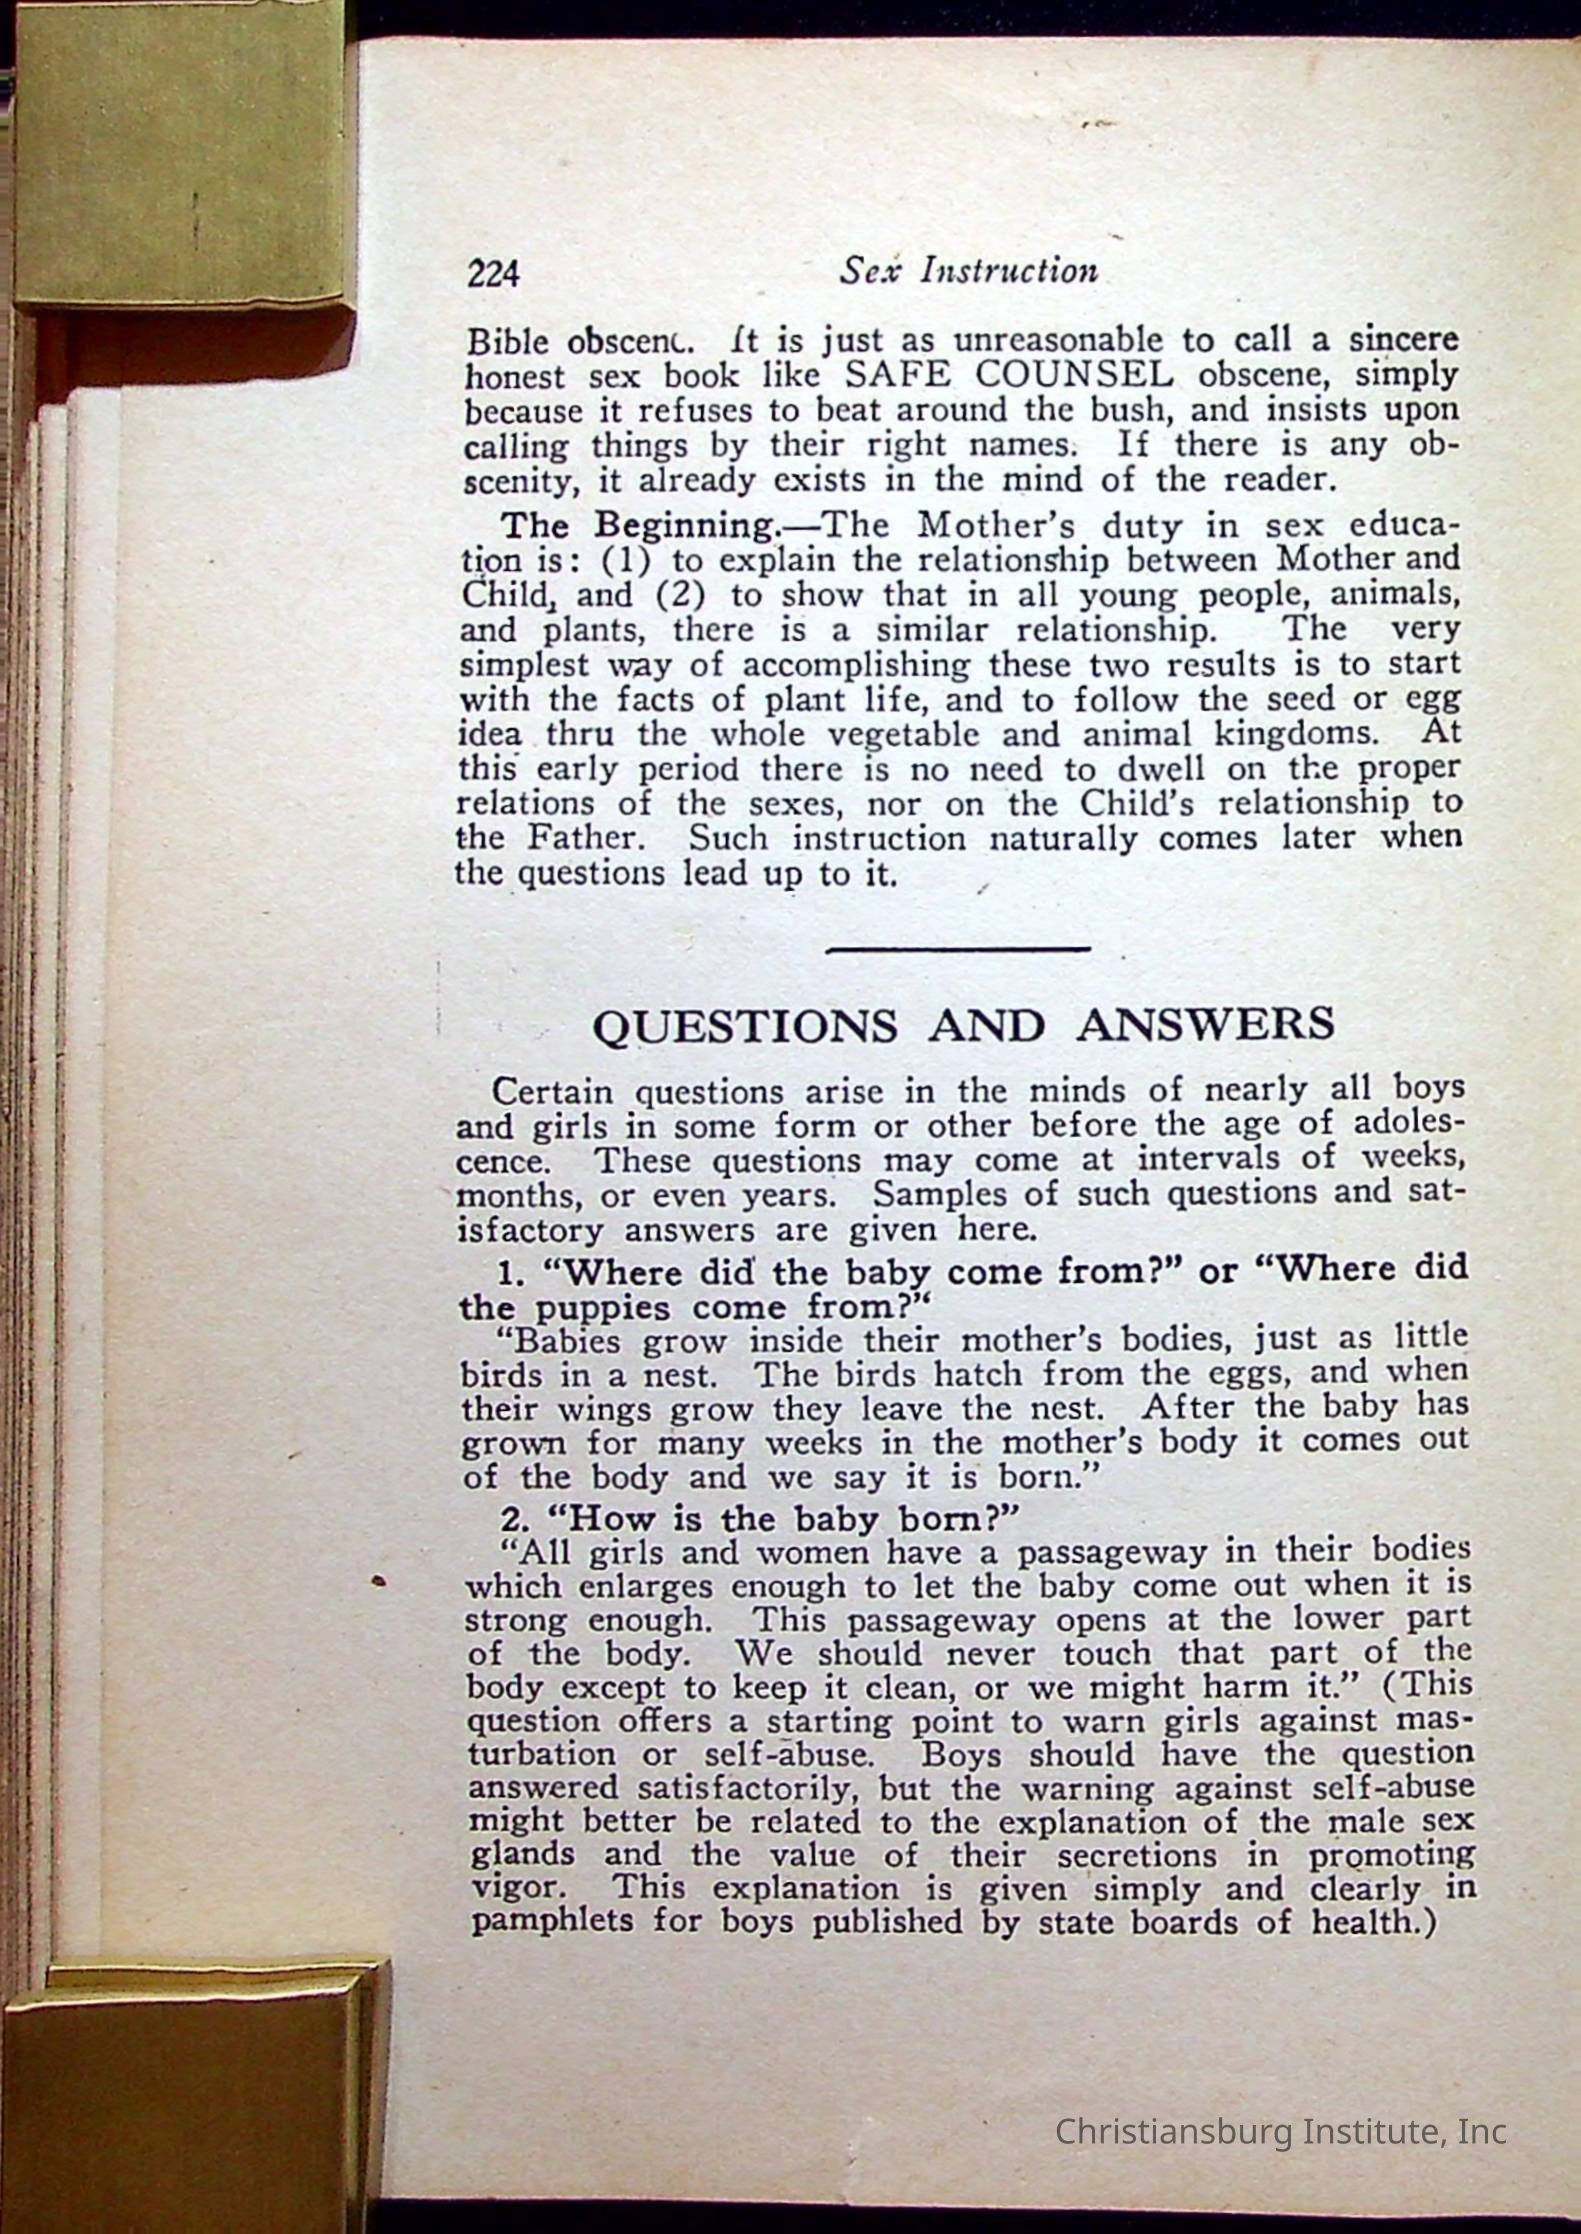 224 Sex Instruction
Bible obscene. It is just as unreasonable to call a sincere
honest sex book like SAFE COUNSEL obscene, simply
because it refuses to beat around the bush, and insists upon
calling things by their right names. If there is any ob-
scenity, it already exists in the mind of the reader.
The Beginning.—The Mother's duty in sex educa-
tion is: (1) to explain the relationship between Mother and
Child, and (2) to show that in all young people, animals,
and plants, there is a similar relationship. The very
simplest way of accomplishing these two results is to start
with the facts of plant life, and to follow the seed or egg
idea thru the whole vegetable and animal kingdoms. At
this early period there is no need to dwell on the proper
relations of the sexes, nor on the Child's relationship to
the Father. Such instruction naturally comes later when
the questions lead up to it.
QUESTIONS AND ANSWERS
Certain questions arise in the minds of nearly all boys
and girls in some form or other before the age of adoles-
cence. These questions may come at intervals of weeks,
months, or even years. Samples of such questions and sat-
isfactory answers are given here.
1. “Where did the baby come from?” or “Where did
the puppies come from?“
“Babies grow inside their mother's bodies, just as little
birds in a nest. The birds hatch from the eggs, and when
their wings grow they leave the nest. After the baby has
grown for many weeks in the mother's body it comes out
of the body and we say it is born.”
2. “How is the baby born?”
“All girls and women have a passageway in their bodies
which enlarges enough to let the baby come out when it is
strong enough. This passageway opens at the lower part
of the body. We should never touch that part of the
body except to keep it clean, or we might harm it.” (This
question offers a starting point to warn girls against mas-
turbation or self-abuse. Boys should have the question
answered satisfactorily, but the warning against self-abuse
might better be related to the explanation of the male sex
glands and the value of their secretions in promoting
vigor. This explanation is given simply and clearly in
pamphlets for boys published by state boards of health.)
Christiansburg Institute, Inc